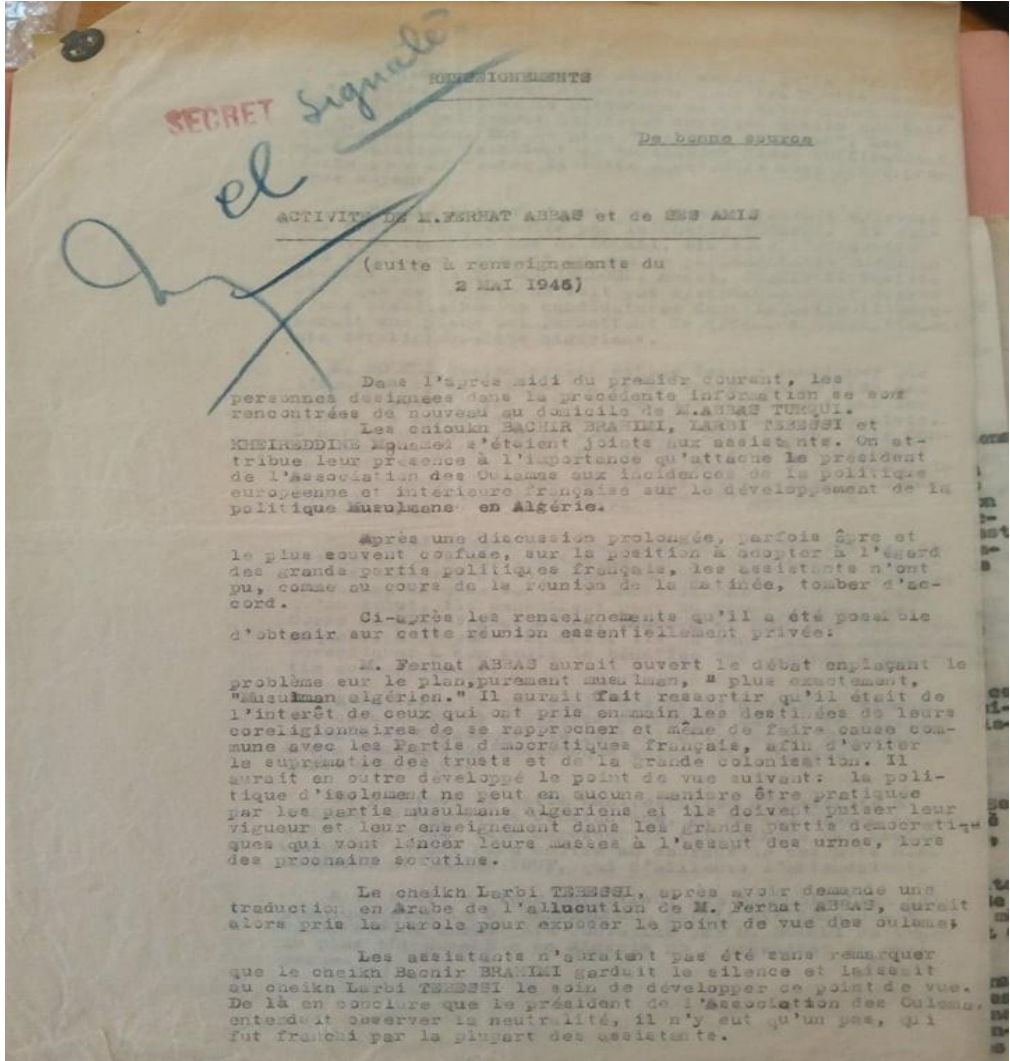 SECRET
signalé
el
RENSEIGNEMENTS
De bonne source
ACTIVITE DE M.FERHAT ABBAS et de SES AMIS
(suite à renseignements du
2 MAI 1946)
Dans l'après midi du premier courant, les
personnes désignées dans la précédente information se sont
rencontrées de nouveau au domicile de M.ABBAS TURQUI.
Les chioukh BACHIR BRAHIMI, LARBI TEBESSI et
KHEIREDDINE Mohamed s'étaient joints aux assistants. On at-
tribue leur présence à l'importance qu'attache le président
de l'Association des Oulamas aux incidences de la politique
européenne et intérieure française sur le développement de la
politique Musulmane en Algérie.
Après une discussion prolongée, parfois âpre et
le plus souvent confuse, sur la position à adopter à l'égard
des grands partis politiques français, les assistants n'ont
pu, comme au cours de la réunion de la matinée, tomber d'ac-
cord.
Ci-après les renseignements qu'il a été possible
d'obtenir sur cette réunion essentiellement privée:
M. Ferhat ABBAS aurait ouvert le débat enplaçant le
problème sur le plan,purement musulman, " plus exactement,
"Musulman algérien." Il aurait fait ressortir qu'il était de
l'intérêt de ceux qui ont pris en main les destinées de leurs
coreligionnaires de se rapprocher et même de faire cause com-
mune avec les Partis démocratiques français, afin d'éviter
la suprématie des trusts et de la grande colonisation. Il
aurait en outre développé le point de vue suivant: la poli-
tique d'isolement ne peut en aucune manière être pratiquée
par les partis musulmans algériens et ils doivent puiser leur
vigueur et leur enseignement dans les grands partis démocrati-
ques qui vont lancer leurs masses à l'assaut des urnes, lors
des prochains scrutins.
Le cheikh Larbi TEBESSI, après avoir demandé une
traduction en Arabe de l'allucution de M. Ferhat ABBAS, aurait
alors pris la parole pour exposer le point de vue des oulamas
Les assistants n'auraient pas été sans remarquer
que le cheikh Bachir BRAHIMI gardait le silence et laissait
au cheikh Larbi TEBESSI le soin de développer ce point de vue.
De là en conclure que le président de l'Association des Oulema.
entendait observer la neutralité, il n'y eut qu'un pas, qui
fut franchi par la plupart des assistants.